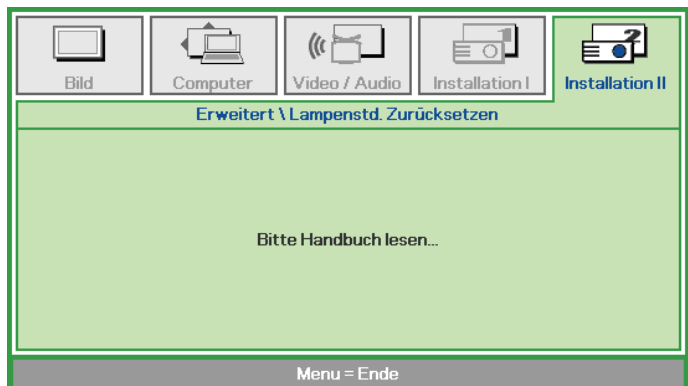 Bild
Computer
Video / Audio
Installation I
Installation II
Erweitert \ Lampenstd. Zurücksetzen
Bitte Handbuch lesen...
Menu = Ende